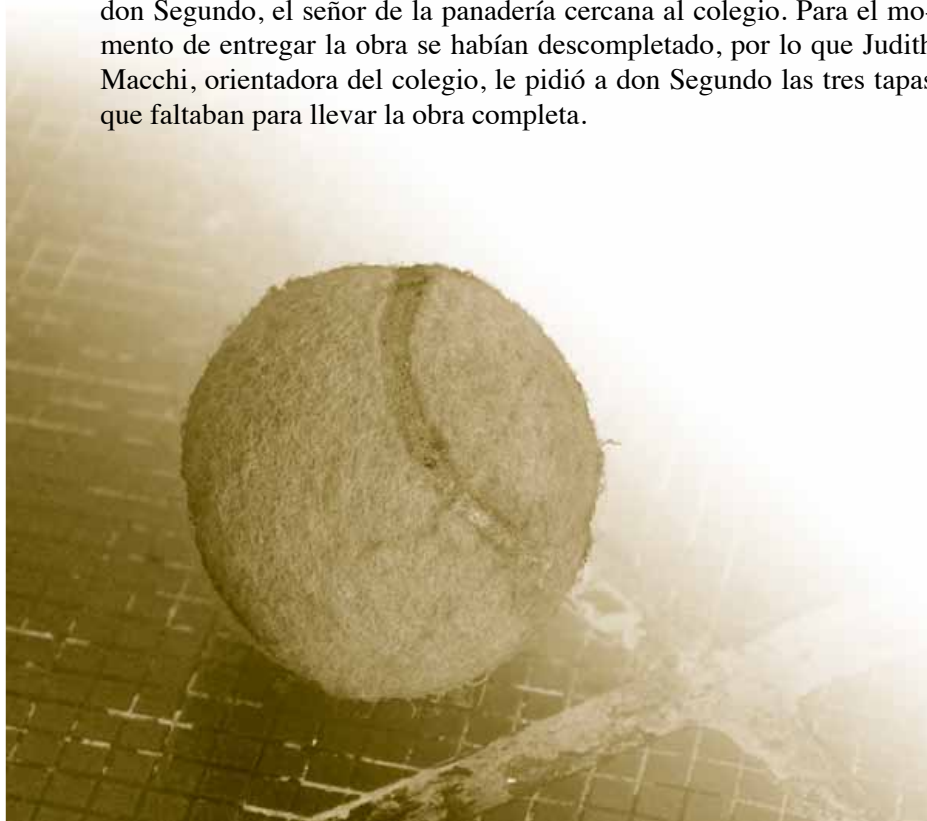 don Segundo, el señor de la panadería cercana al colegio. Para el mo-
mento de entregar la obra se habían descompletado, por lo que Judith
Macchi, orientadora del colegio, le pidió a don Segundo las tres tapas
que faltaban para llevar la obra completa.